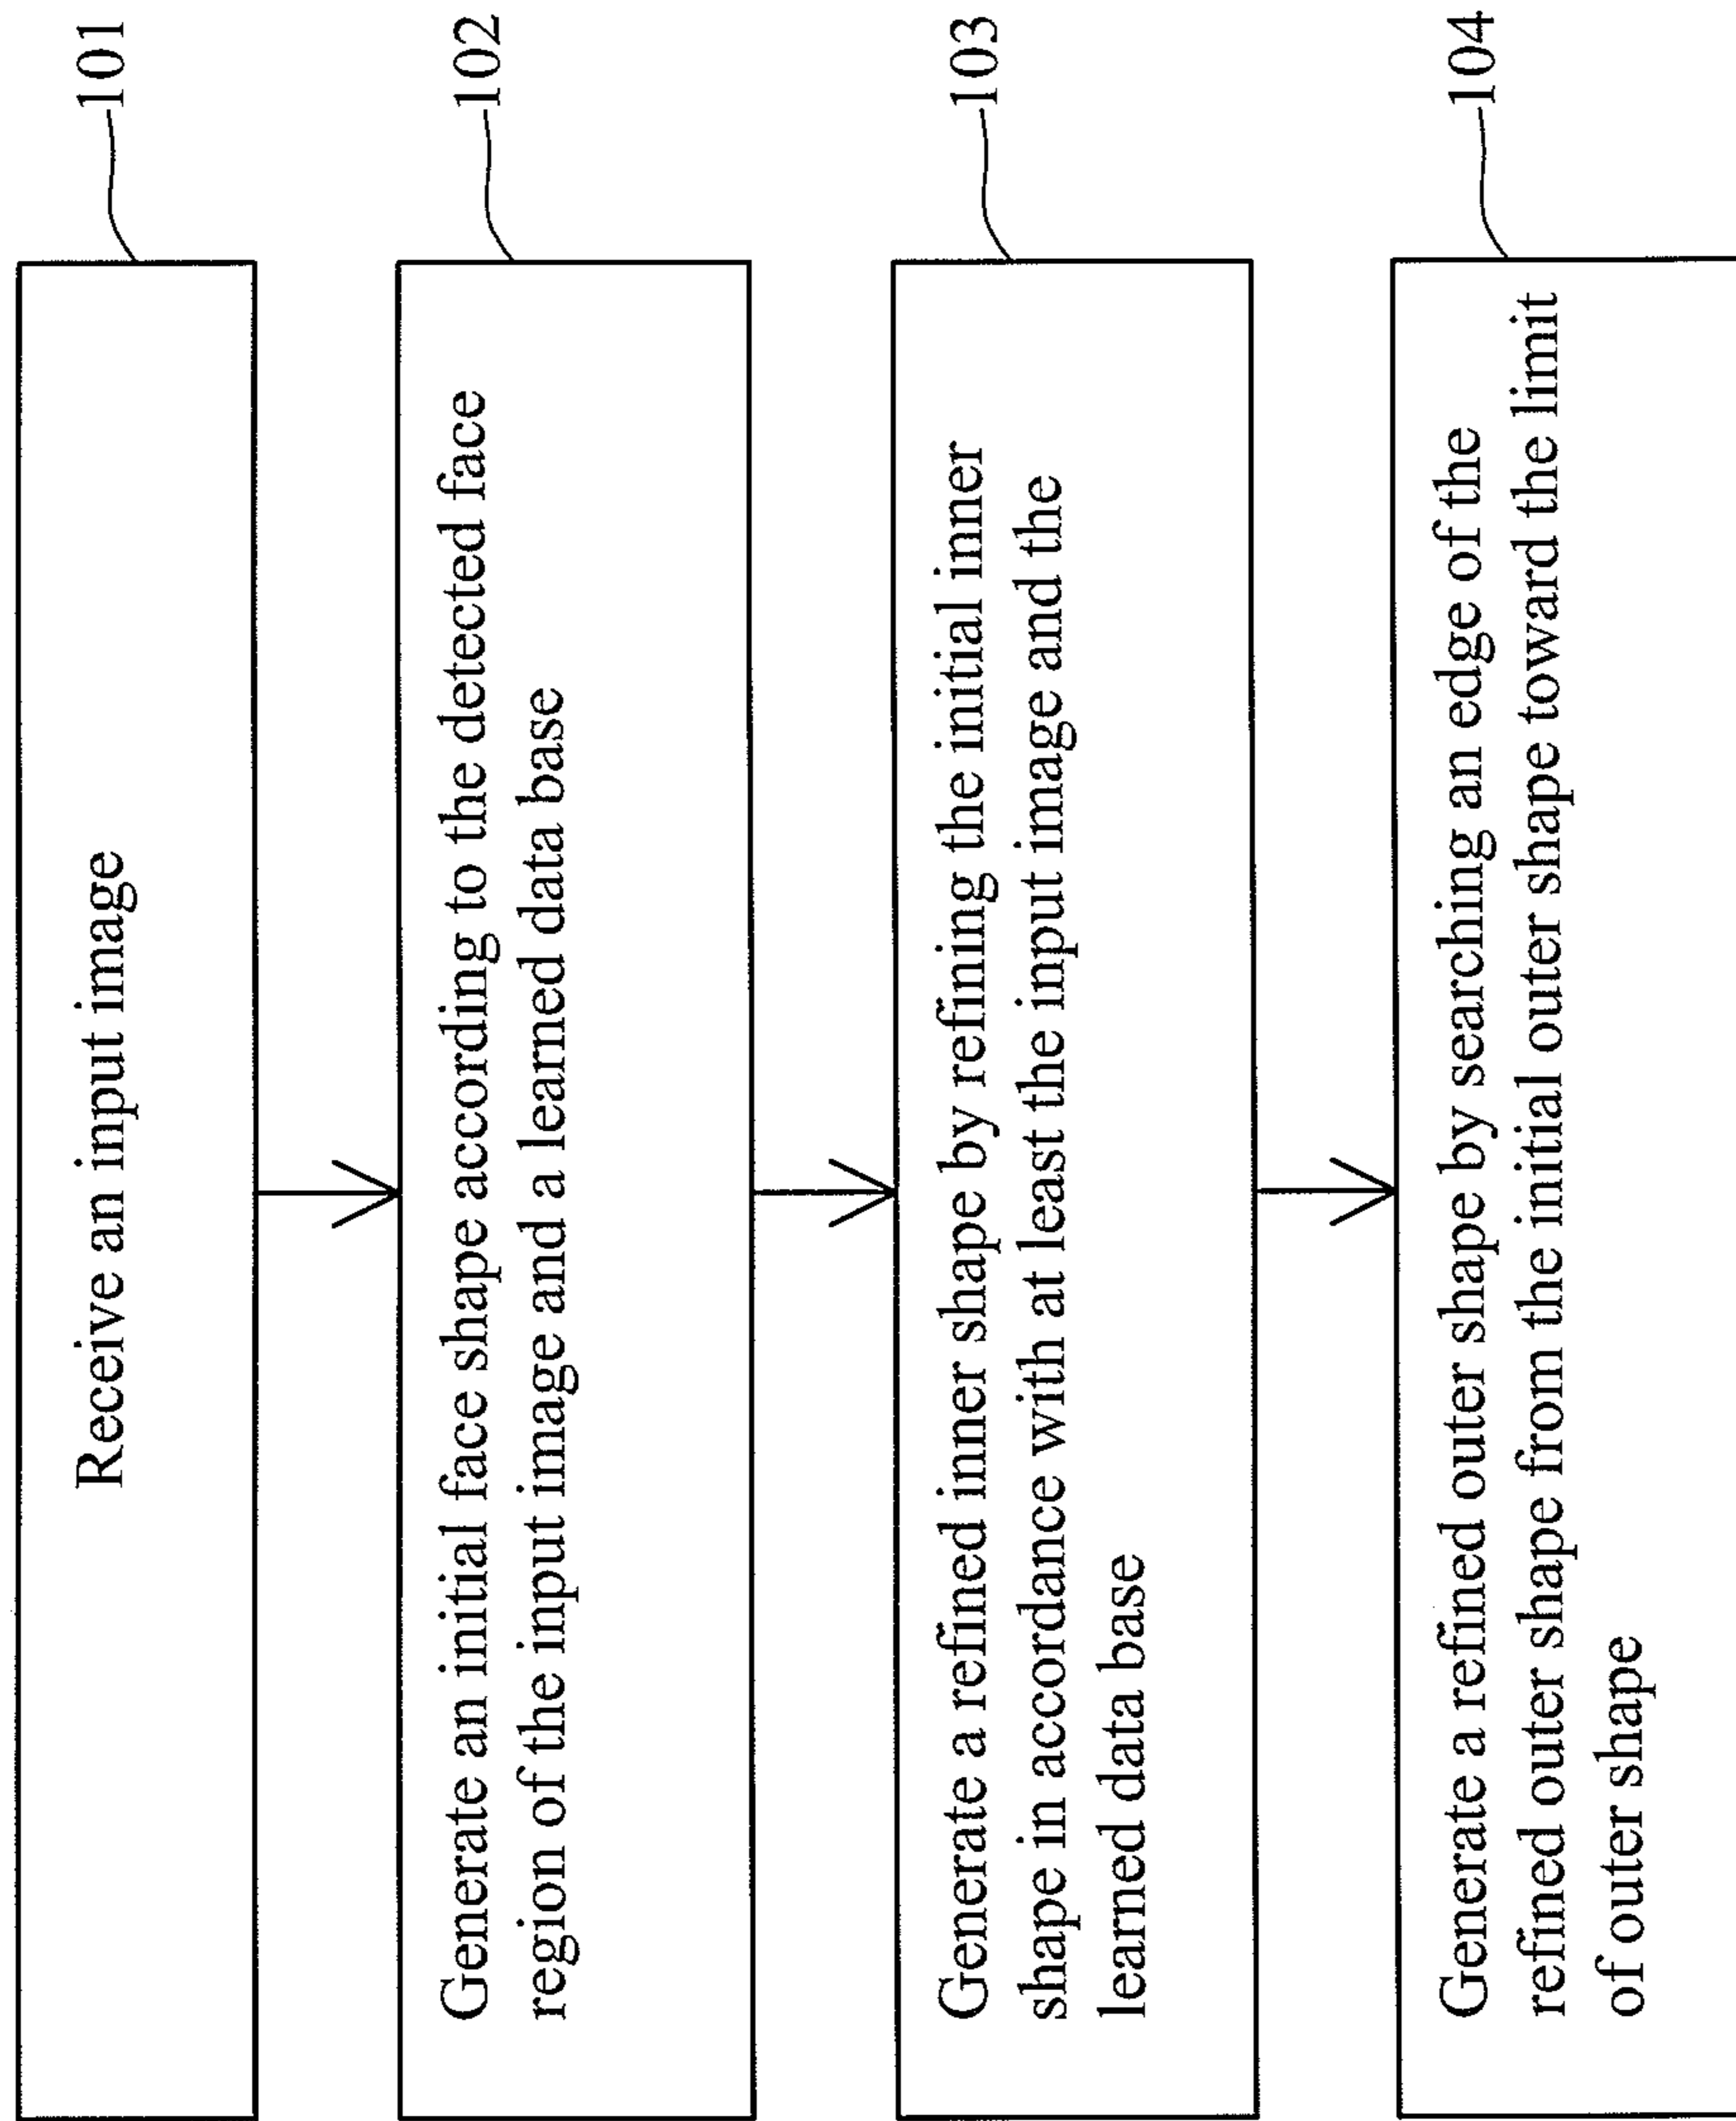 Receive an input image
101
Generate an initial face shape according to the detected face
region of the input image and a learned data base
102
Generate a refined inner shape by refining the initial inner
shape in accordance with at least the input image and the
learned data base
103
Generate a refined outer shape by searching an edge of the
refined outer shape from the initial outer shape toward the limit
of outer shape
104